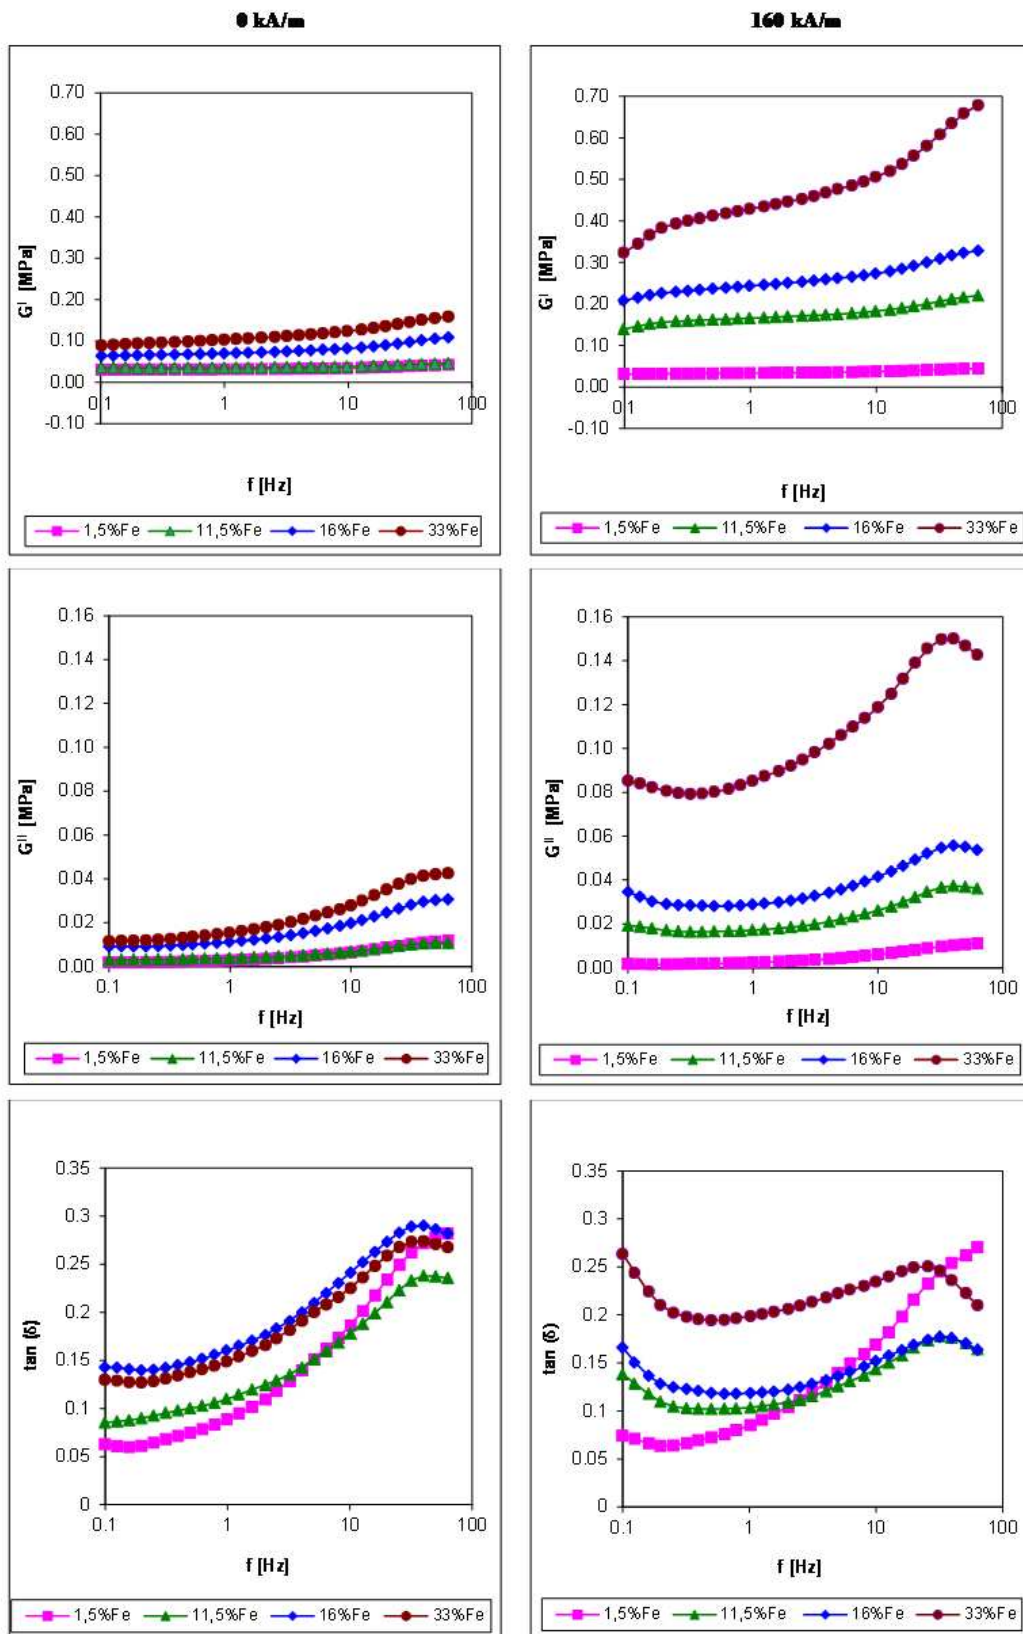 0 kA/m
160 kA/m
0.70
0.60
0.50
0.40
0.30
0.20
0.10
0.00
-0.10
G' [MPa]
0.1
1
10
100
f [Hz]
1,5%Fe
11,5%Fe
16%Fe
33%Fe
0.70
0.60
0.50
0.40
0.30
0.20
0.10
0.00
-0.10
G' [MPa]
0.1
1
10
100
f [Hz]
1,5%Fe
11,5%Fe
16%Fe
33%Fe
0.16
0.14
0.12
0.10
0.08
0.06
0.04
0.02
0.00
G'' [MPa]
0.1
1
10
100
f [Hz]
1,5%Fe
11,5%Fe
16%Fe
33%Fe
0.16
0.14
0.12
0.10
0.08
0.06
0.04
0.02
0.00
G'' [MPa]
0.1
1
10
100
f [Hz]
1,5%Fe
11,5%Fe
16%Fe
33%Fe
0.35
0.3
0.25
0.2
0.15
0.1
0.05
0
tan (δ)
0.1
1
10
100
f [Hz]
1,5%Fe
11,5%Fe
16%Fe
33%Fe
0.35
0.3
0.25
0.2
0.15
0.1
0.05
0
tan (δ)
0.1
1
10
100
f [Hz]
1,5%Fe
11,5%Fe
16%Fe
33%Fe